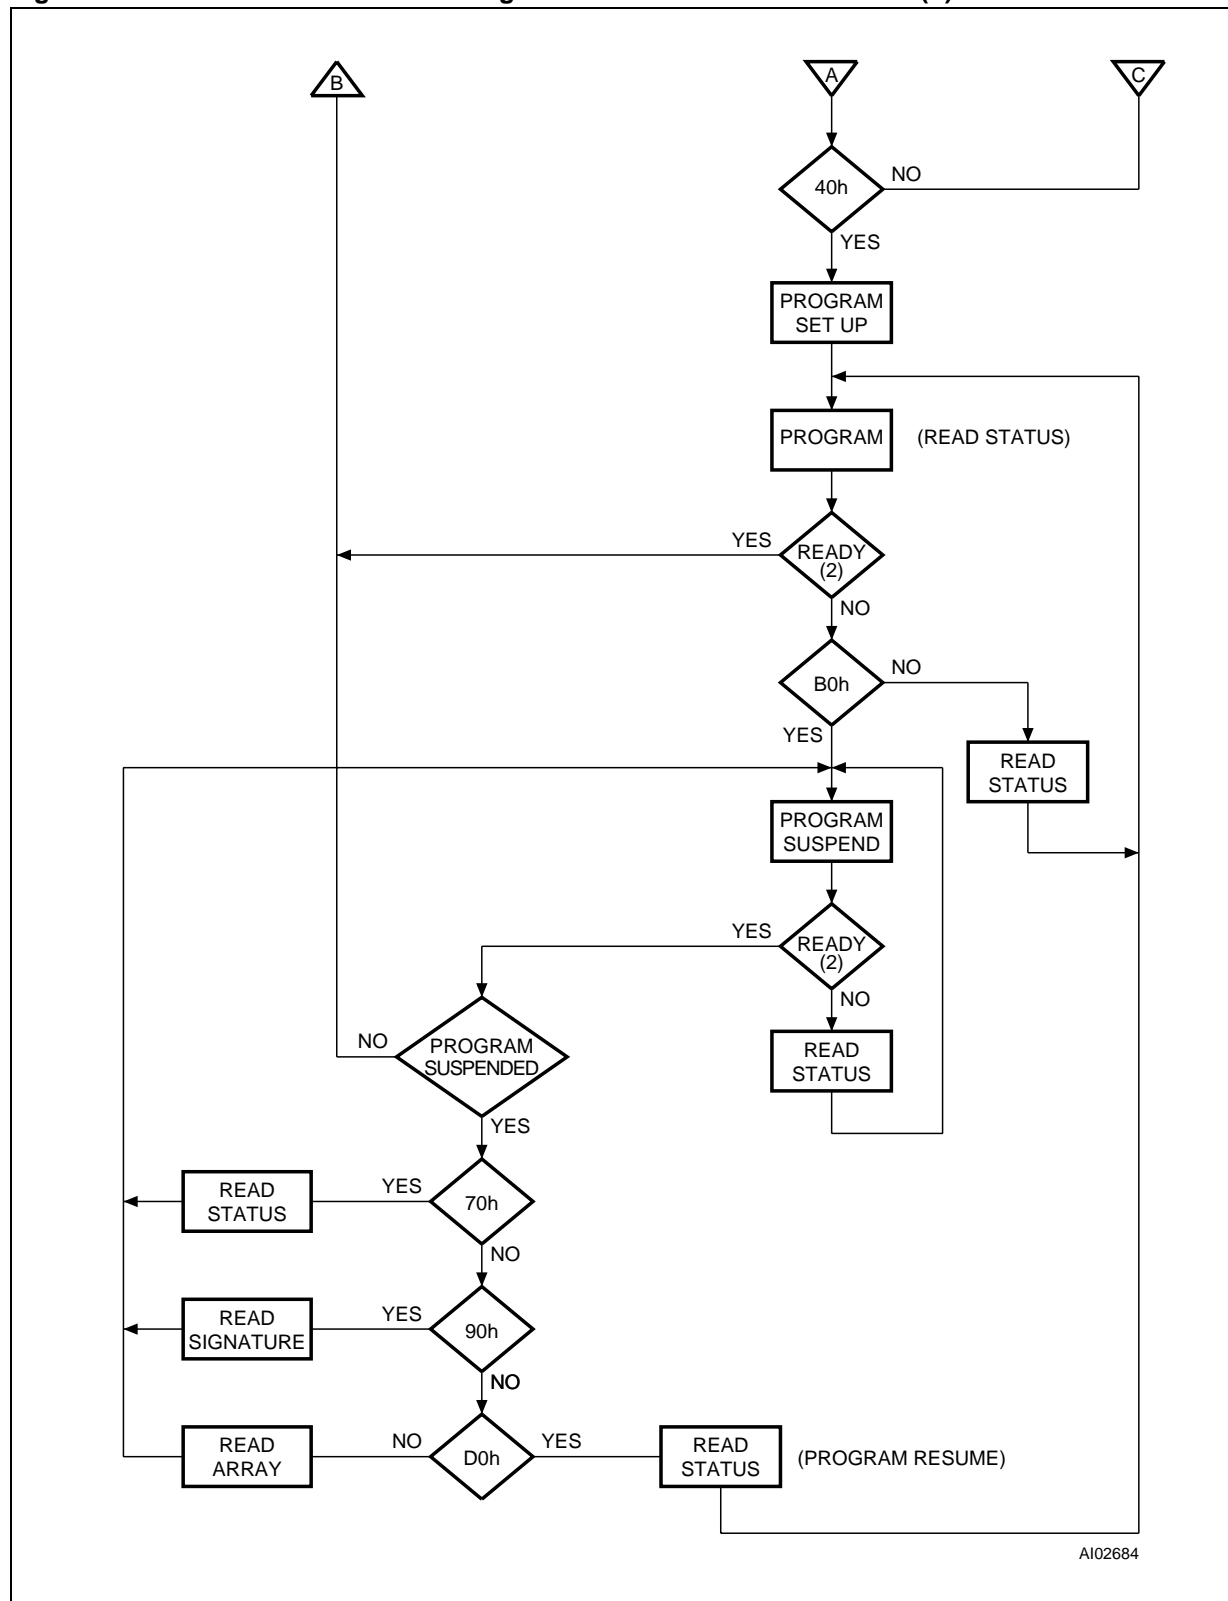 B
A
C
40h
NO
YES
PROGRAM
SET UP
PROGRAM
(READ STATUS)
YES
READY
(2)
NO
B0h
NO
YES
READ
STATUS
PROGRAM
SUSPEND
YES
READY
(2)
NO
NO
PROGRAM
SUSPENDED
READ
STATUS
YES
READ
STATUS
YES
70h
NO
READ
SIGNATURE
YES
90h
NO
READ
ARRAY
NO
D0h
YES
READ
STATUS
(PROGRAM RESUME)
AI02684